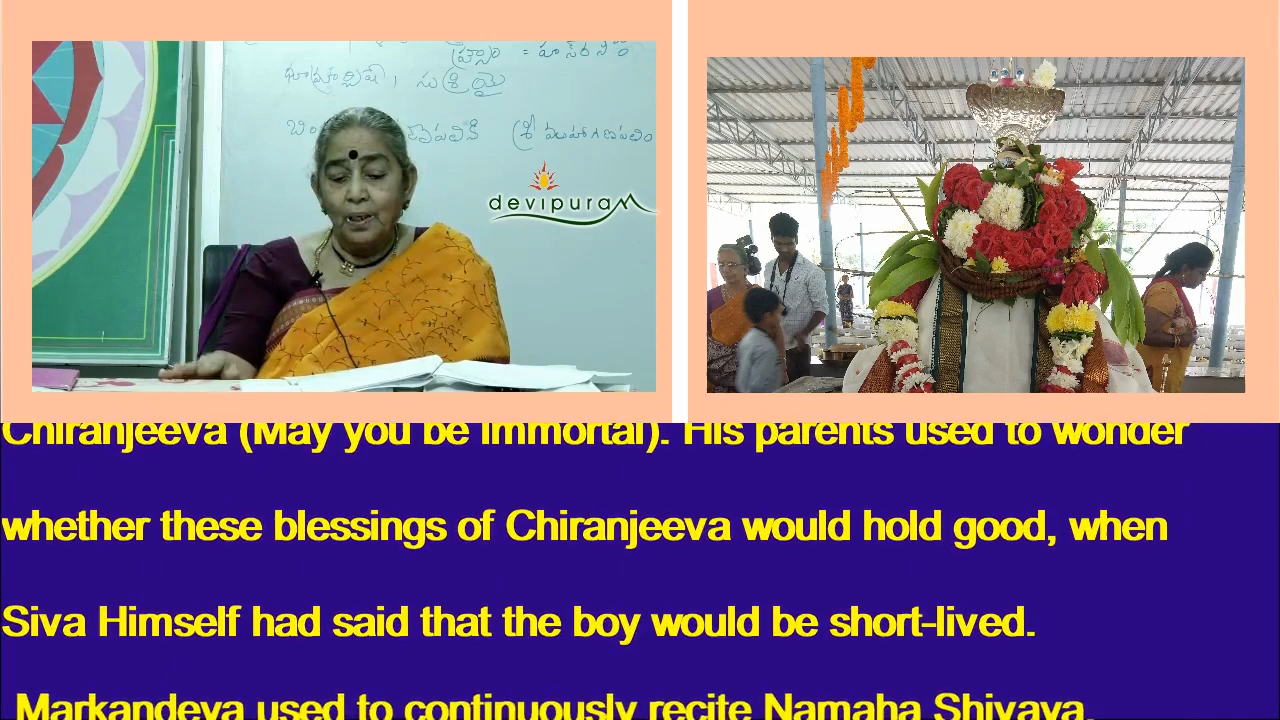 సుశ్రియై
devipuram
Chiranjeeva (May you be immortal). His parents used to wonder
whether these blessings of Chiranjeeva would hold good, when
Siva Himself had said that the boy would be short-lived.
Markandeya used to continuously recite Namaha Shivaya.